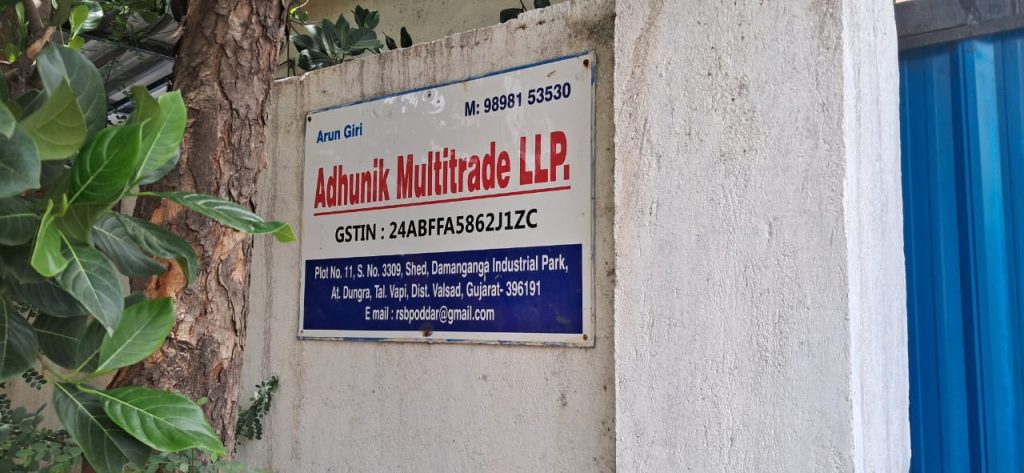 M: 98981 53530
Arun Giri
Adhunik Multitrade LLP.
GSTIN : 24ABFFA5862J1ZC
Plot No. 11, S. No. 3309, Shed, Damanganga Industrial Park,
At. Dungra, Tal. Vapi, Dist. Valsad, Gujarat- 396191
E mail : rsbpoddar@gmail.com